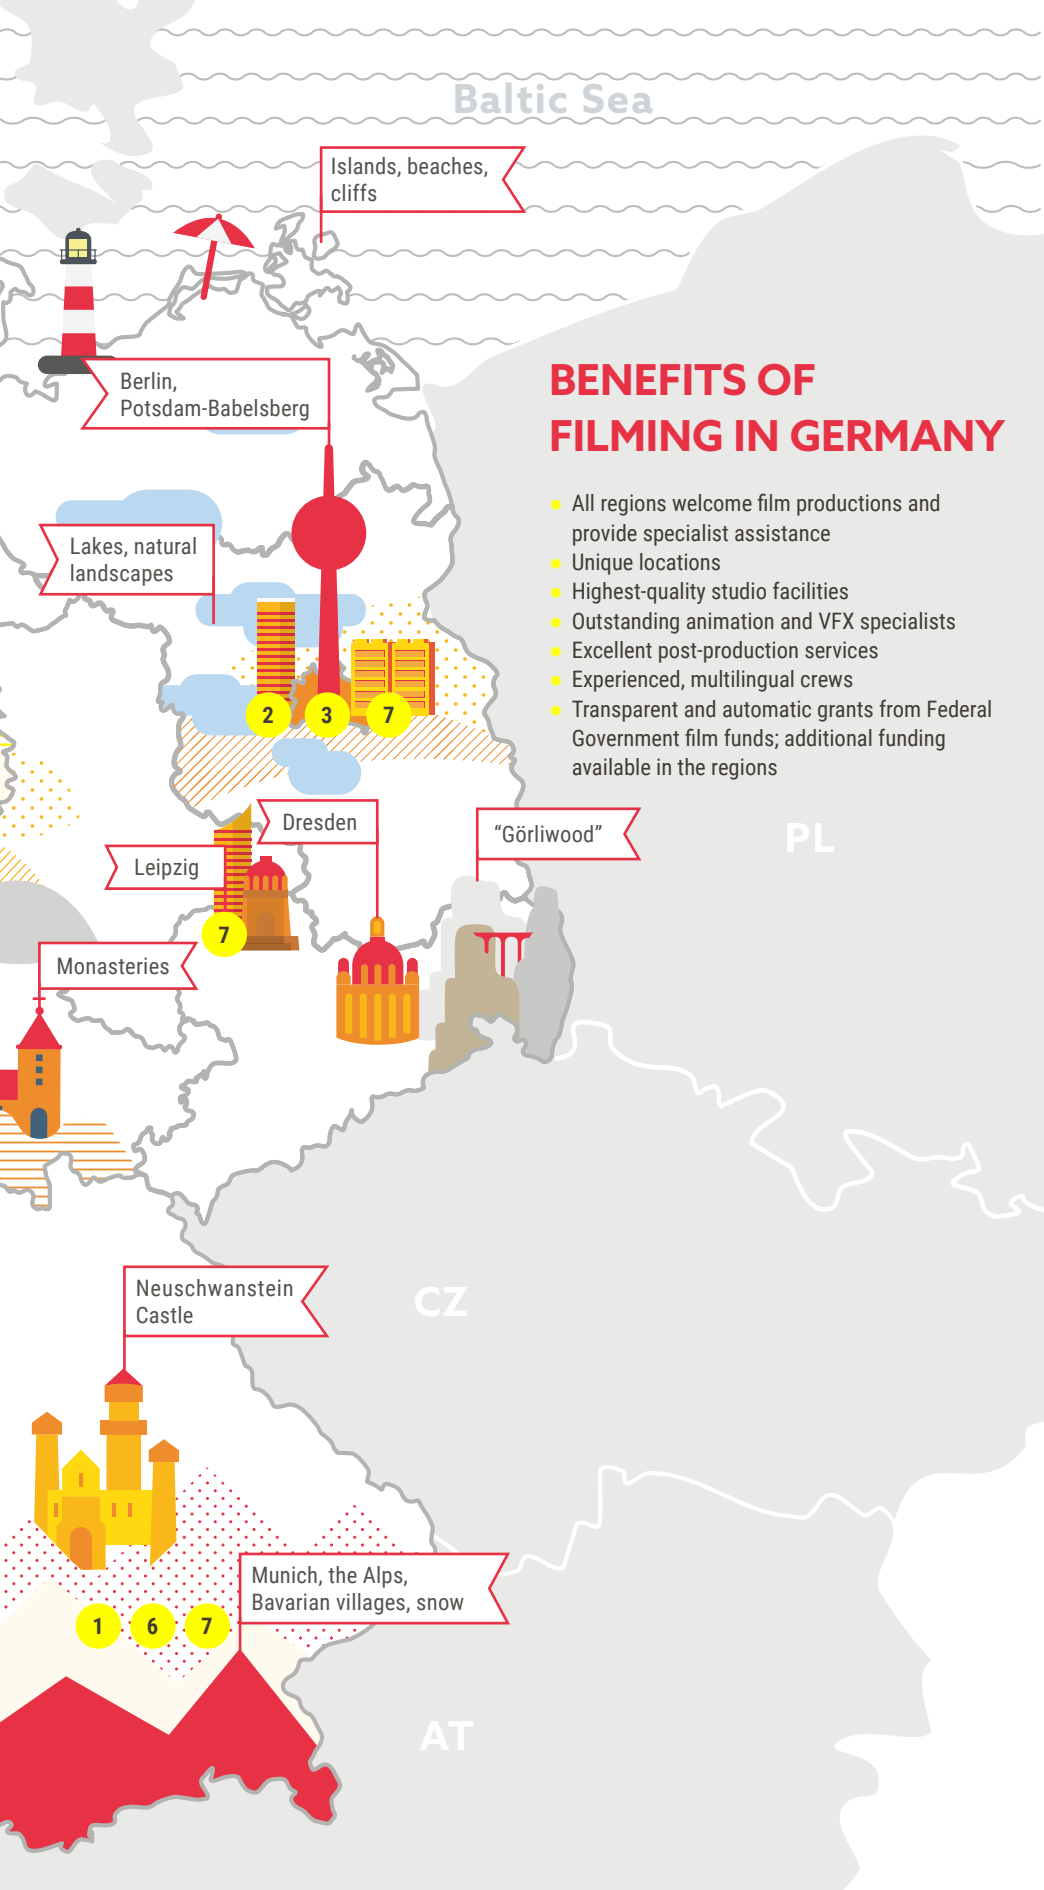 Baltic Sea
Islands, beaches,
cliffs
Berlin,
Potsdam-Babelsberg
BENEFITS OF
FILMING IN GERMANY
All regions welcome film productions and
provide specialist assistance
Unique locations
Highest-quality studio facilities
Outstanding animation and VFX specialists
Excellent post-production services
Experienced, multilingual crews
Transparent and automatic grants from Federal
Government film funds; additional funding
available in the regions
Lakes, natural
landscapes
2
3
7
Dresden
“Görliwood”
PL
Leipzig
7
Monasteries
Neuschwanstein
Castle
CZ
Munich, the Alps,
Bavarian villages, snow
1
6
7
AT